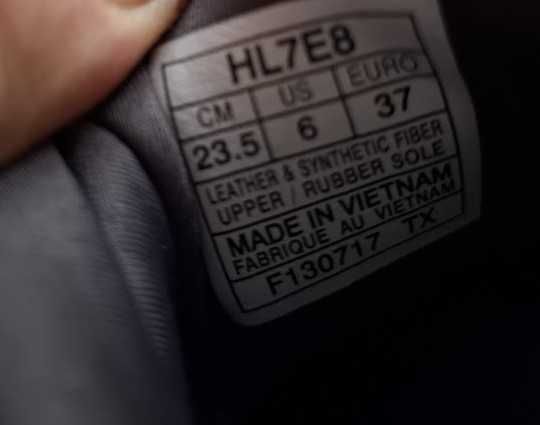 HL7E8
CM US EURO
23.5 6 37
LEATHER & SYNTHETIC FIBER
UPPER / RUBBER SOLE
MADE IN VIETNAM
FABRIQUE AU VIETNAM
F130717 TX